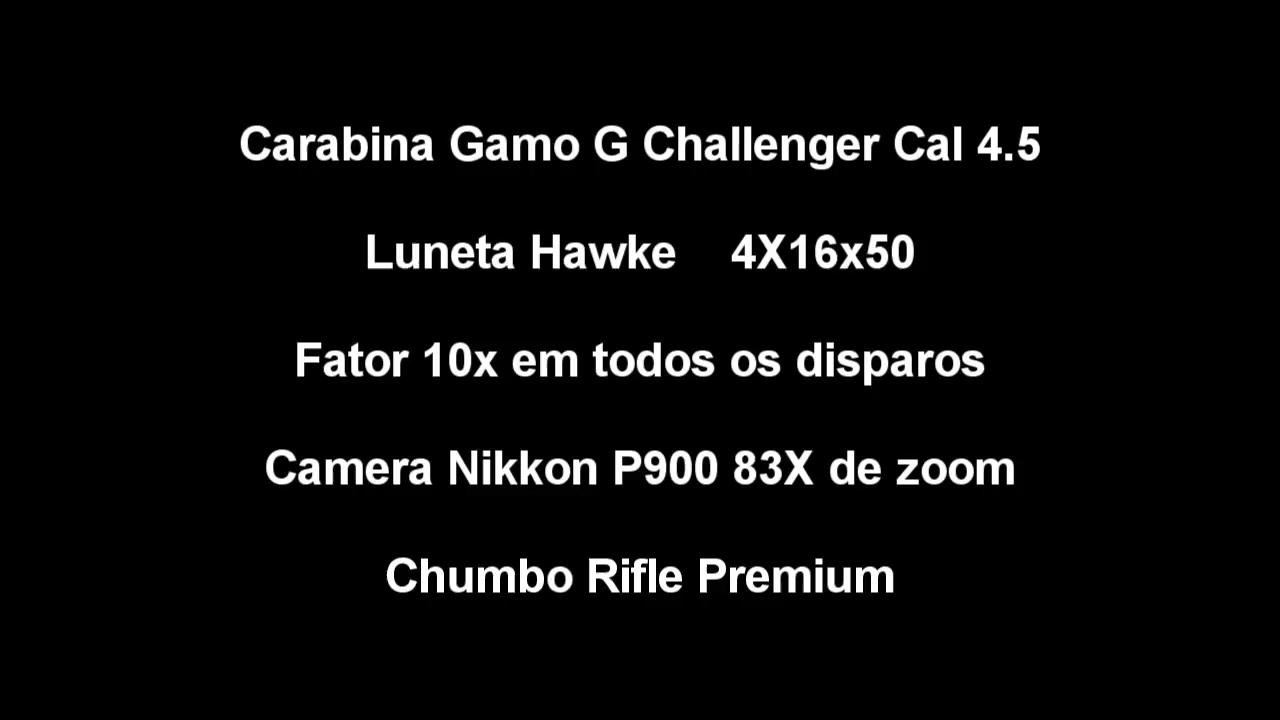 Carabina Gamo G Challenger Cal 4.5
Luneta Hawke 4X16x50
Fator 10x em todos os disparos
Camera Nikkon P900 83X de zoom
Chumbo Rifle Premium